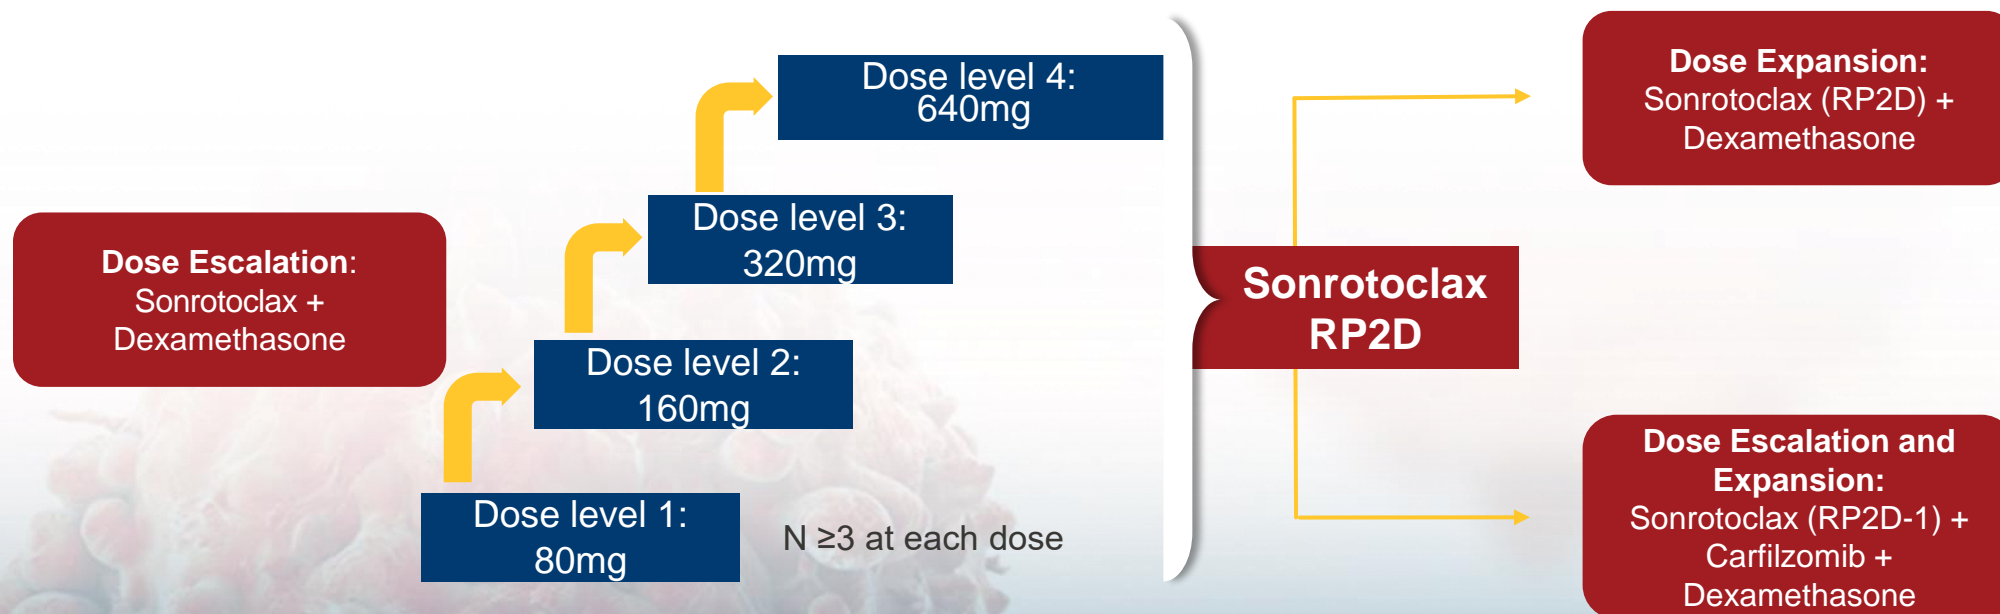 Dose Escalation:
Sonrotoclax +
Dexamethasone
Dose level 4:
640mg
Dose level 3:
320mg
Dose level 2:
160mg
Dose level 1:
80mg
N ≥3 at each dose
Sonrotoclax
RP2D
Dose Expansion:
Sonrotoclax (RP2D) +
Dexamethasone
Dose Escalation and
Expansion:
Sonrotoclax (RP2D-1) +
Carfilzomib +
Dexamethasone